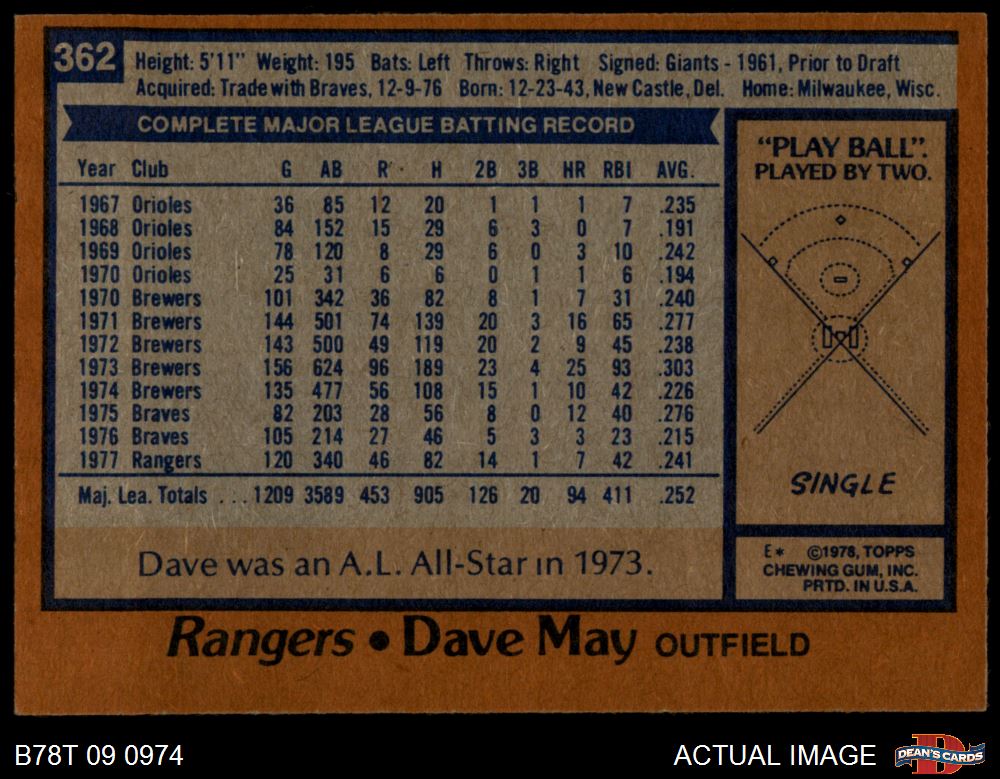 362
Height: 5'11" Weight: 195 Bats: Left Throws: Right Signed: Giants - 1961, Prior to Draft
Acquired: Trade with Braves, 12-9-76 Born: 12-23-43, New Castle, Del. Home: Milwaukee, Wisc.
COMPLETE MAJOR LEAGUE BATTING RECORD
Year Club G AB R H 2B 3B HR RBI AVG.
1967 Orioles 36 85 12 20 1 1 1 7 .235
1968 Orioles 84 152 15 29 6 3 0 7 .191
1969 Orioles 78 120 8 29 6 0 3 10 .242
1970 Orioles 25 31 6 6 0 1 1 6 .194
1970 Brewers 101 342 36 82 8 1 7 31 .240
1971 Brewers 144 501 74 139 20 3 16 65 .277
1972 Brewers 143 500 49 119 20 2 9 45 .238
1973 Brewers 156 624 96 189 23 4 25 93 .303
1974 Brewers 135 477 56 108 15 1 10 42 .226
1975 Braves 82 203 28 56 8 0 12 40 .276
1976 Braves 105 214 27 46 5 3 3 23 .215
1977 Rangers 120 340 46 82 14 1 7 42 .241
Maj. Lea. Totals ... 1209 3589 453 905 126 20 94 411 .252
Dave was an A.L. All-Star in 1973.
"PLAY BALL".
PLAYED BY TWO.
SINGLE
E* ©1978, TOPPS
CHEWING GUM, INC.
PRTD. IN U.S.A.
Rangers • Dave May OUTFIELD
B78T 09 0974
ACTUAL IMAGE
DEAN'S CARDS